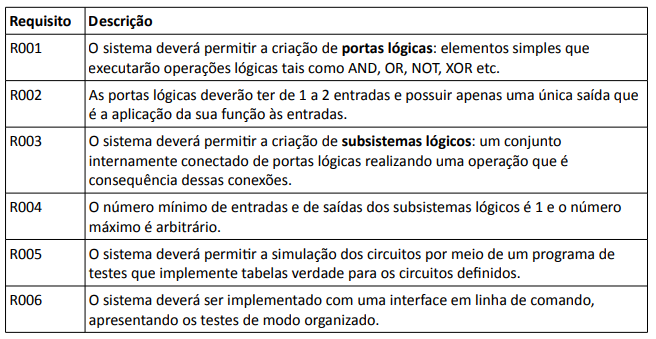 Requisito Descrição
R001 O sistema deverá permitir a criação de portas lógicas: elementos simples que
executarão operações lógicas tais como AND, OR, NOT, XOR etc.
R002 As portas lógicas deverão ter de 1 a 2 entradas e possuir apenas uma única saída que
é a aplicação da sua função às entradas.
R003 O sistema deverá permitir a criação de subsistemas lógicos: um conjunto
internamente conectado de portas lógicas realizando uma operação que é
consequência dessas conexões.
R004 O número mínimo de entradas e de saídas dos subsistemas lógicos é 1 e o número
máximo é arbitrário.
R005 O sistema deverá permitir a simulação dos circuitos por meio de um programa de
testes que implemente tabelas verdade para os circuitos definidos.
R006 O sistema deverá ser implementado com uma interface em linha de comando,
apresentando os testes de modo organizado.